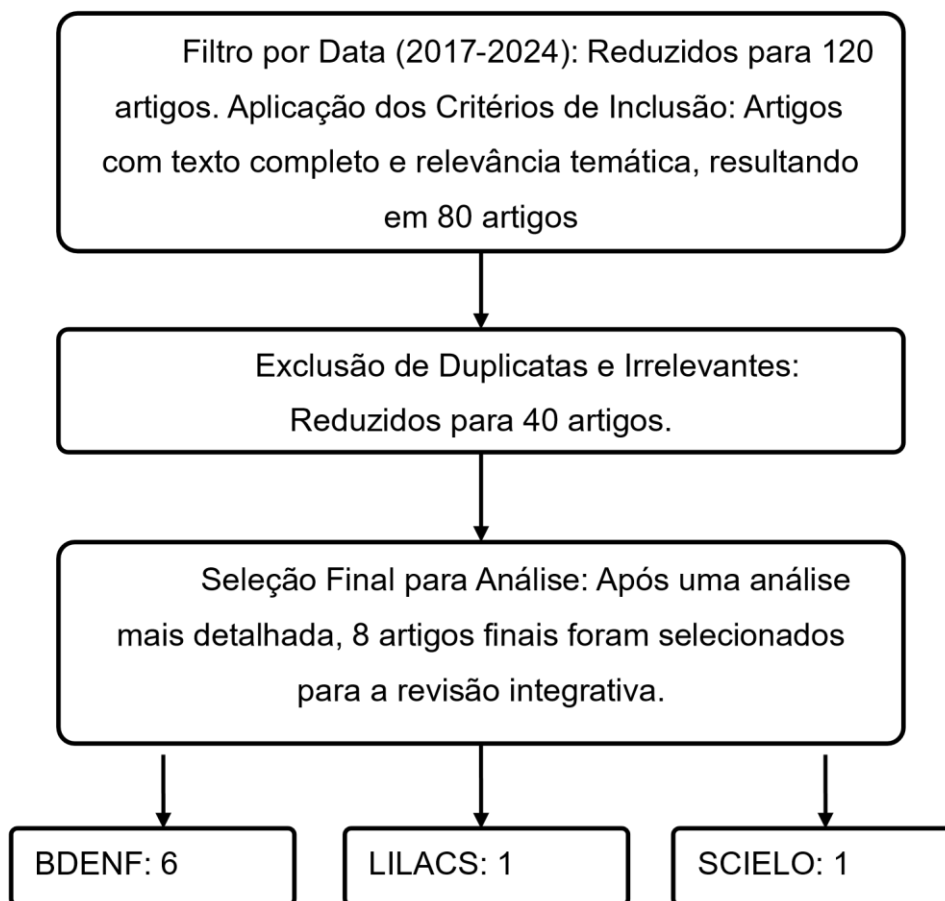 Filtro por Data (2017-2024): Reduzidos para 120
artigos. Aplicação dos Critérios de Inclusão: Artigos
com texto completo e relevância temática, resultando
em 80 artigos
Exclusão de Duplicatas e Irrelevantes:
Reduzidos para 40 artigos.
Seleção Final para Análise: Após uma análise
mais detalhada, 8 artigos finais foram selecionados
para a revisão integrativa.
BDENF: 6
LILACS: 1
SCIELO: 1